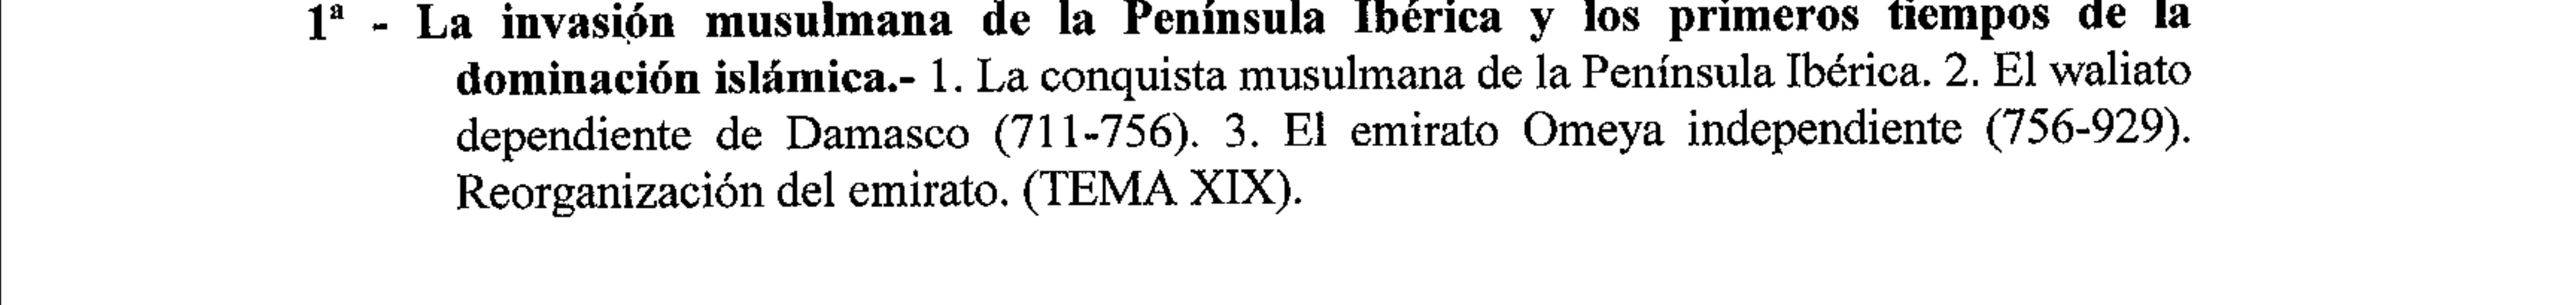 1ª - La invasión musulmana de la Península Ibérica y los primeros tiempos de la
dominación islámica.- 1. La conquista musulmana de la Península Ibérica. 2. El waliato
dependiente de Damasco (711-756). 3. El emirato Omeya independiente (756-929).
Reorganización del emirato. (TEMA XIX).